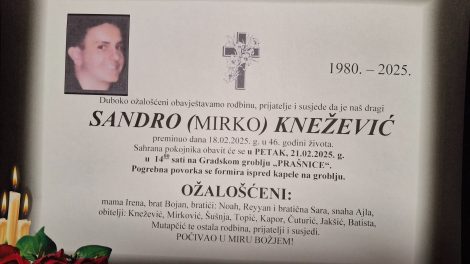 1980. – 2025.
Duboko ožalošćeni obavještavamo rodbinu, prijatelje i susjede da je naš dragi
SANDRO (MIRKO) KNEŽEVIĆ
preminuo dana 18.02.2025. g u 46. godini života.
Sahrana pokojnika obavit će se u PETAK, 21.02.2025. g.
u 14⁰⁰ sati na Gradskom groblju „PRAŠNICE“.
Pogrebna povorka se formira ispred kapele na groblju.
OŽALOŠĆENI:
mama Irena, brat Bojan, bratići: Noah, Reyyan i bratična Sara, snaha Ajla,
obitelji: Knežević, Mirković, Šušnja, Topić, Kapor, Čuturić, Jakšić, Batista,
Mutapčić te ostala rodbina, prijatelji i susjedi.
POČIVAO U MIRU BOŽJEM!